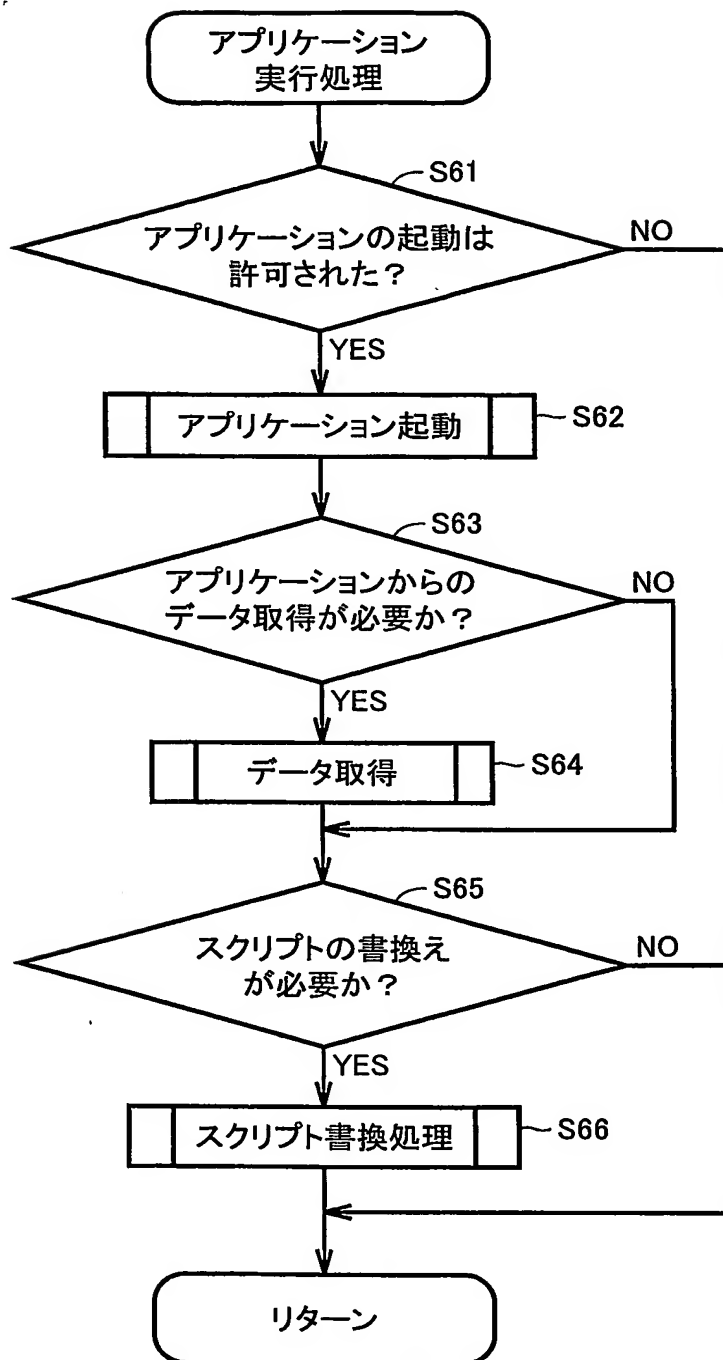 アプリケーション
実行処理
S61
アプリケーションの起動は
許可された？
NO
YES
アプリケーション起動
S62
S63
アプリケーションからの
データ取得が必要か？
NO
YES
データ取得
S64
S65
スクリプトの書換え
が必要か？
NO
YES
スクリプト書換処理
S66
リターン